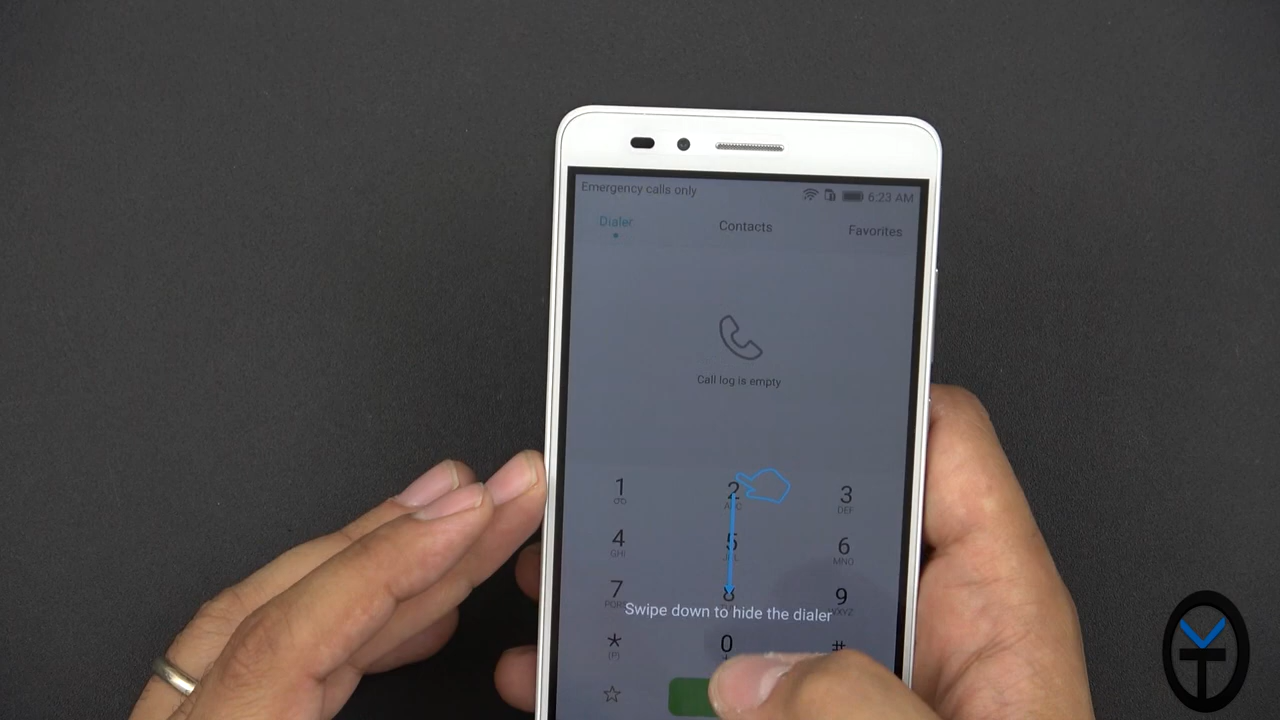 Emergency calls only 6:23 AM
Dialer Contacts Favorites
Call log is empty
1 2 3
DEF
4 5 6
GHI MNO
7 8 9
Swipe down to hide the dialer
* 0 #
(P) +